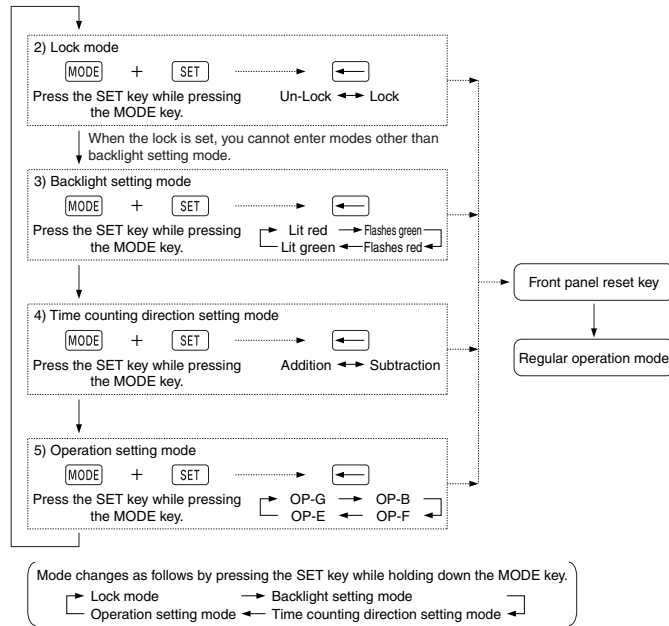 2) Lock mode
MODE + SET ←
Press the SET key while pressing
the MODE key.
Un-Lock ↔ Lock
When the lock is set, you cannot enter modes other than
backlight setting mode.
3) Backlight setting mode
MODE + SET ←
Press the SET key while pressing
the MODE key.
Lit red → Flashes green
Lit green ← Flashes red
4) Time counting direction setting mode
MODE + SET ←
Press the SET key while pressing
the MODE key.
Addition ↔ Subtraction
5) Operation setting mode
MODE + SET ←
Press the SET key while pressing
the MODE key.
OP-G → OP-B
OP-E ← OP-F
Front panel reset key
Regular operation mode
Mode changes as follows by pressing the SET key while holding down the MODE key.
Lock mode → Backlight setting mode
Operation setting mode ← Time counting direction setting mode